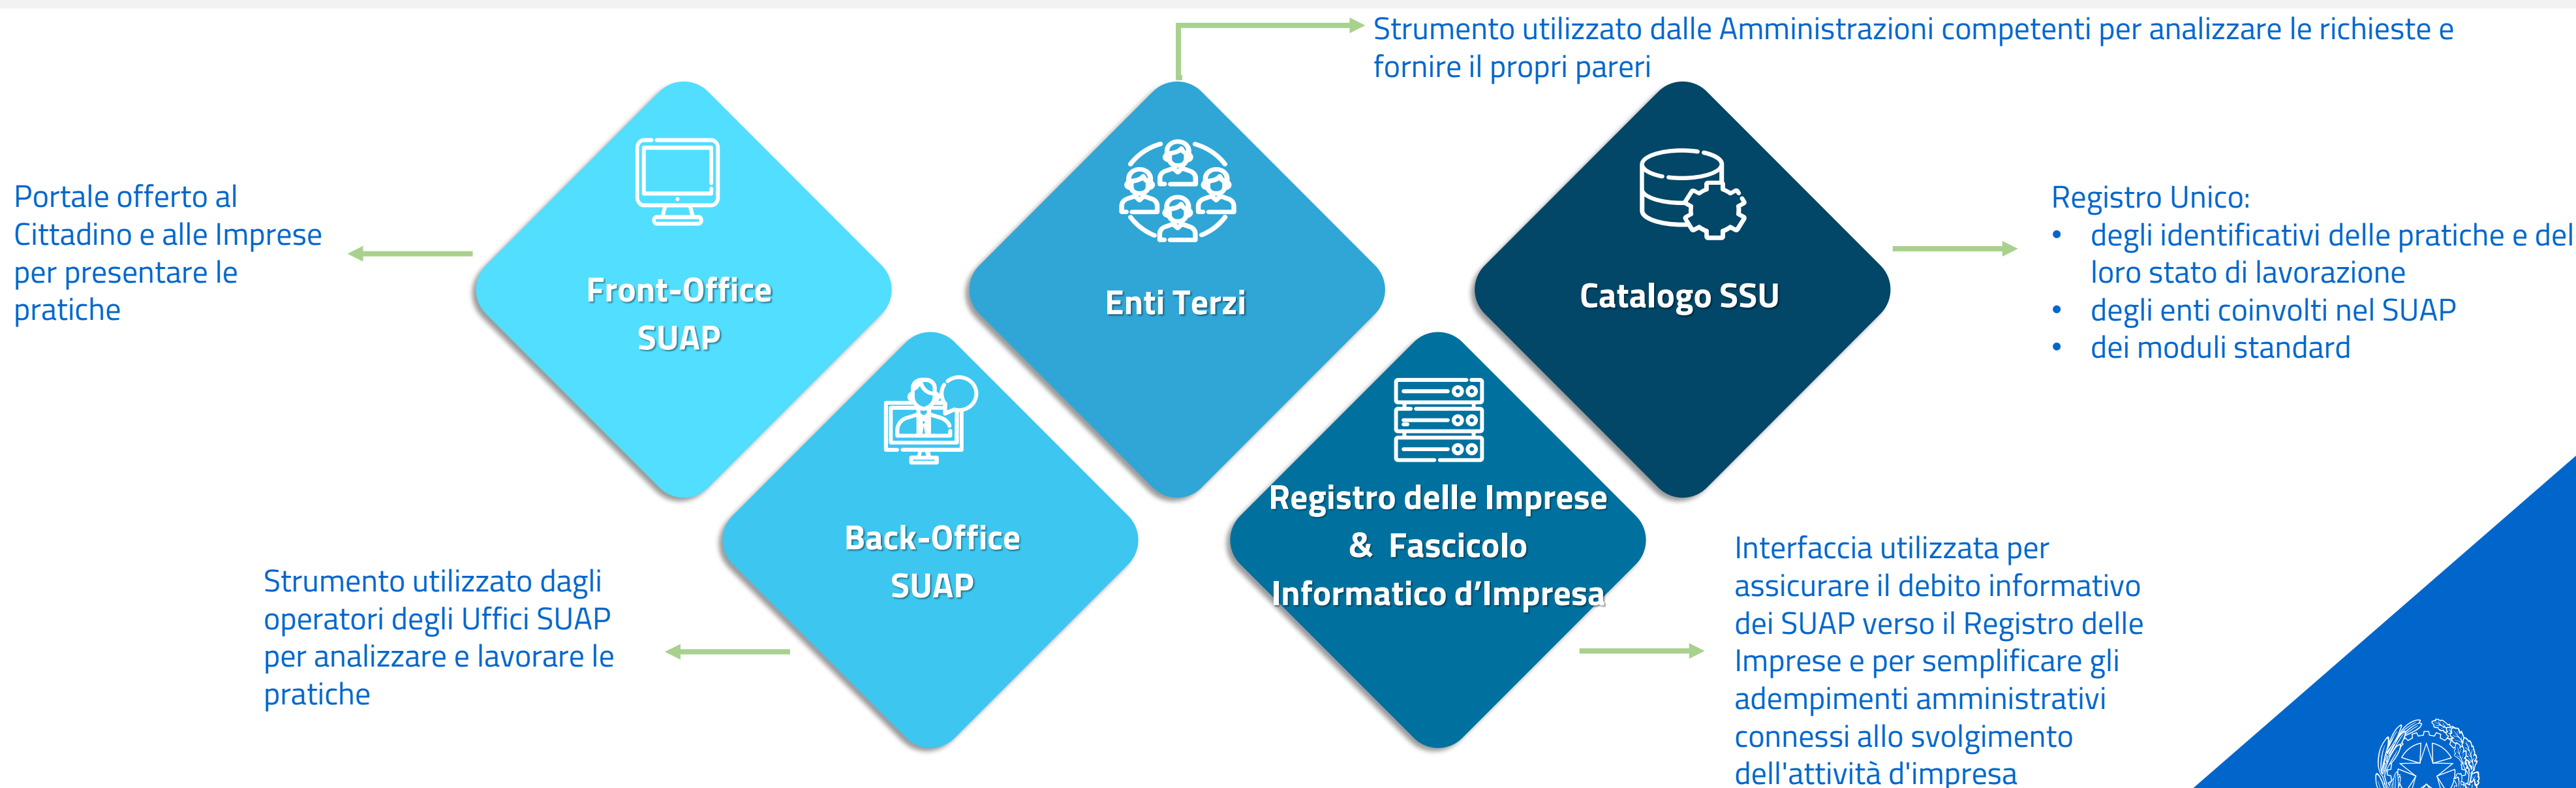 Strumento utilizzato dalle Amministrazioni competenti per analizzare le richieste e
fornire il propri pareri
Portale offerto al
Cittadino e alle Imprese
per presentare le
pratiche
Front-Office
SUAP
Enti Terzi
Catalogo SSU
Registro Unico:
• degli identificativi delle pratiche e del
loro stato di lavorazione
• degli enti coinvolti nel SUAP
• dei moduli standard
Back-Office
SUAP
Registro delle Imprese
& Fascicolo
Informatico d’Impresa
Strumento utilizzato dagli
operatori degli Uffici SUAP
per analizzare e lavorare le
pratiche
Interfaccia utilizzata per
assicurare il debito informativo
dei SUAP verso il Registro delle
Imprese e per semplificare gli
adempimenti amministrativi
connessi allo svolgimento
dell'attività d'impresa